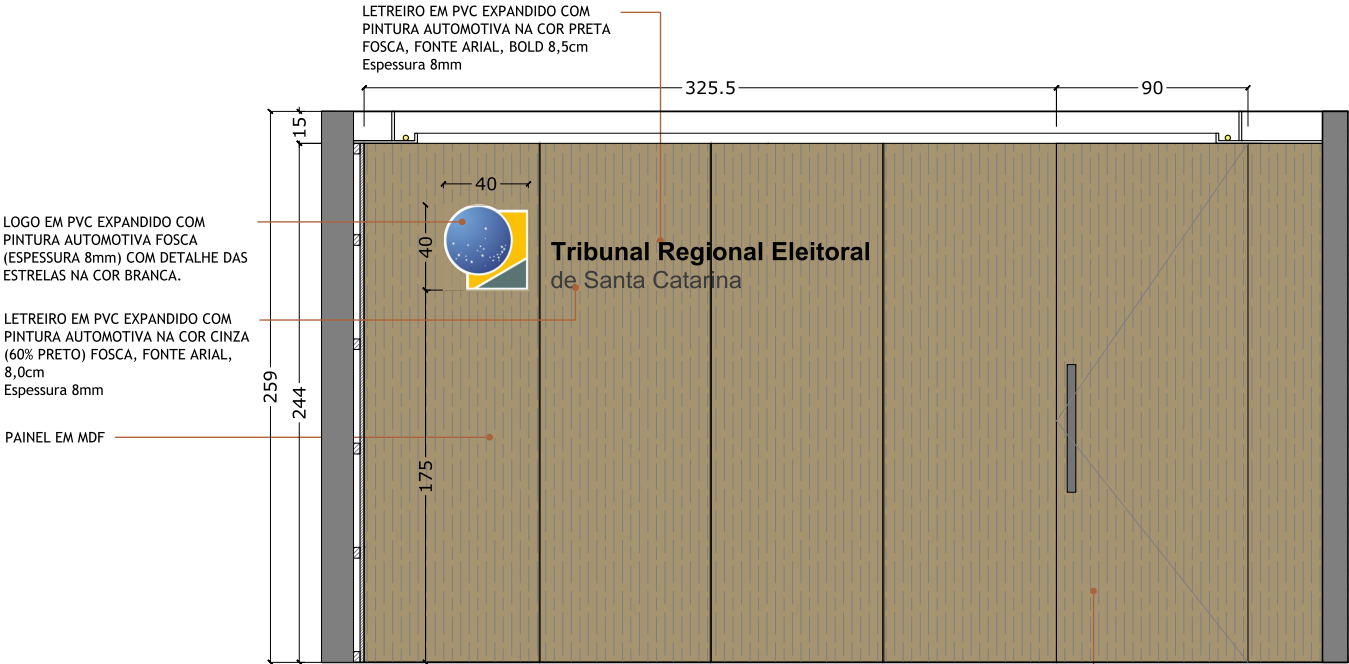 LETREIRO EM PVC EXPANDIDO COM
PINTURA AUTOMOTIVA NA COR PRETA
FOSCA, FONTE ARIAL, BOLD 8,5cm
Espessura 8mm
325.5
90
15
40
LOGO EM PVC EXPANDIDO COM
PINTURA AUTOMOTIVA FOSCA
(ESPESSURA 8mm) COM DETALHE DAS
ESTRELAS NA COR BRANCA.
40
Tribunal Regional Eleitoral
de Santa Catarina
LETREIRO EM PVC EXPANDIDO COM
PINTURA AUTOMOTIVA NA COR CINZA
(60% PRETO) FOSCA, FONTE ARIAL,
8,0cm
Espessura 8mm
259
244
PAINEL EM MDF
175